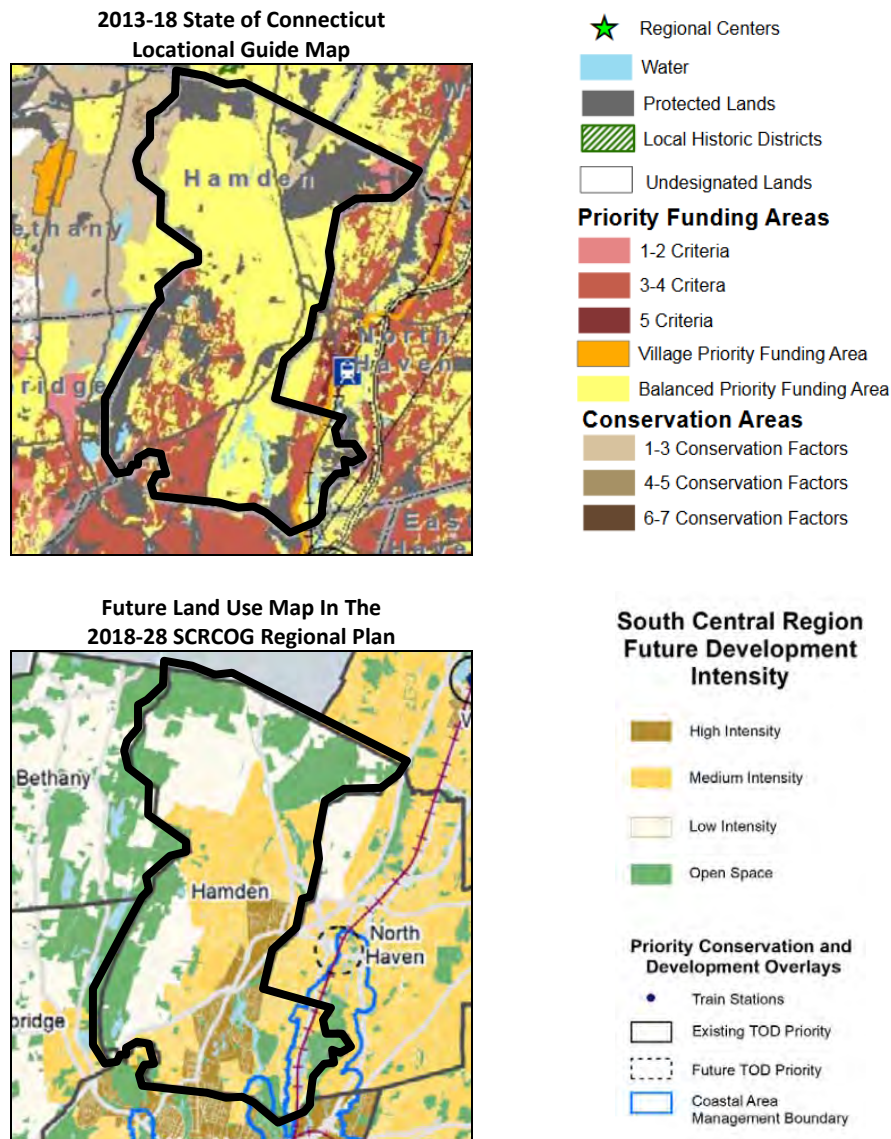 2013-18 State of Connecticut
Locational Guide Map
Hamden
ethany
ridge
North
Haven
W
East
Have
Regional Centers
Water
Protected Lands
Local Historic Districts
Undesignated Lands
Priority Funding Areas
1-2 Criteria
3-4 Critera
5 Criteria
Village Priority Funding Area
Balanced Priority Funding Area
Conservation Areas
1-3 Conservation Factors
4-5 Conservation Factors
6-7 Conservation Factors
Future Land Use Map In The
2018-28 SCRCOG Regional Plan
W
Bethany
Hamden
North
Haven
bridge
South Central Region
Future Development
Intensity
High Intensity
Medium Intensity
Low Intensity
Open Space
Priority Conservation and
Development Overlays
Train Stations
Existing TOD Priority
Future TOD Priority
Coastal Area
Management Boundary